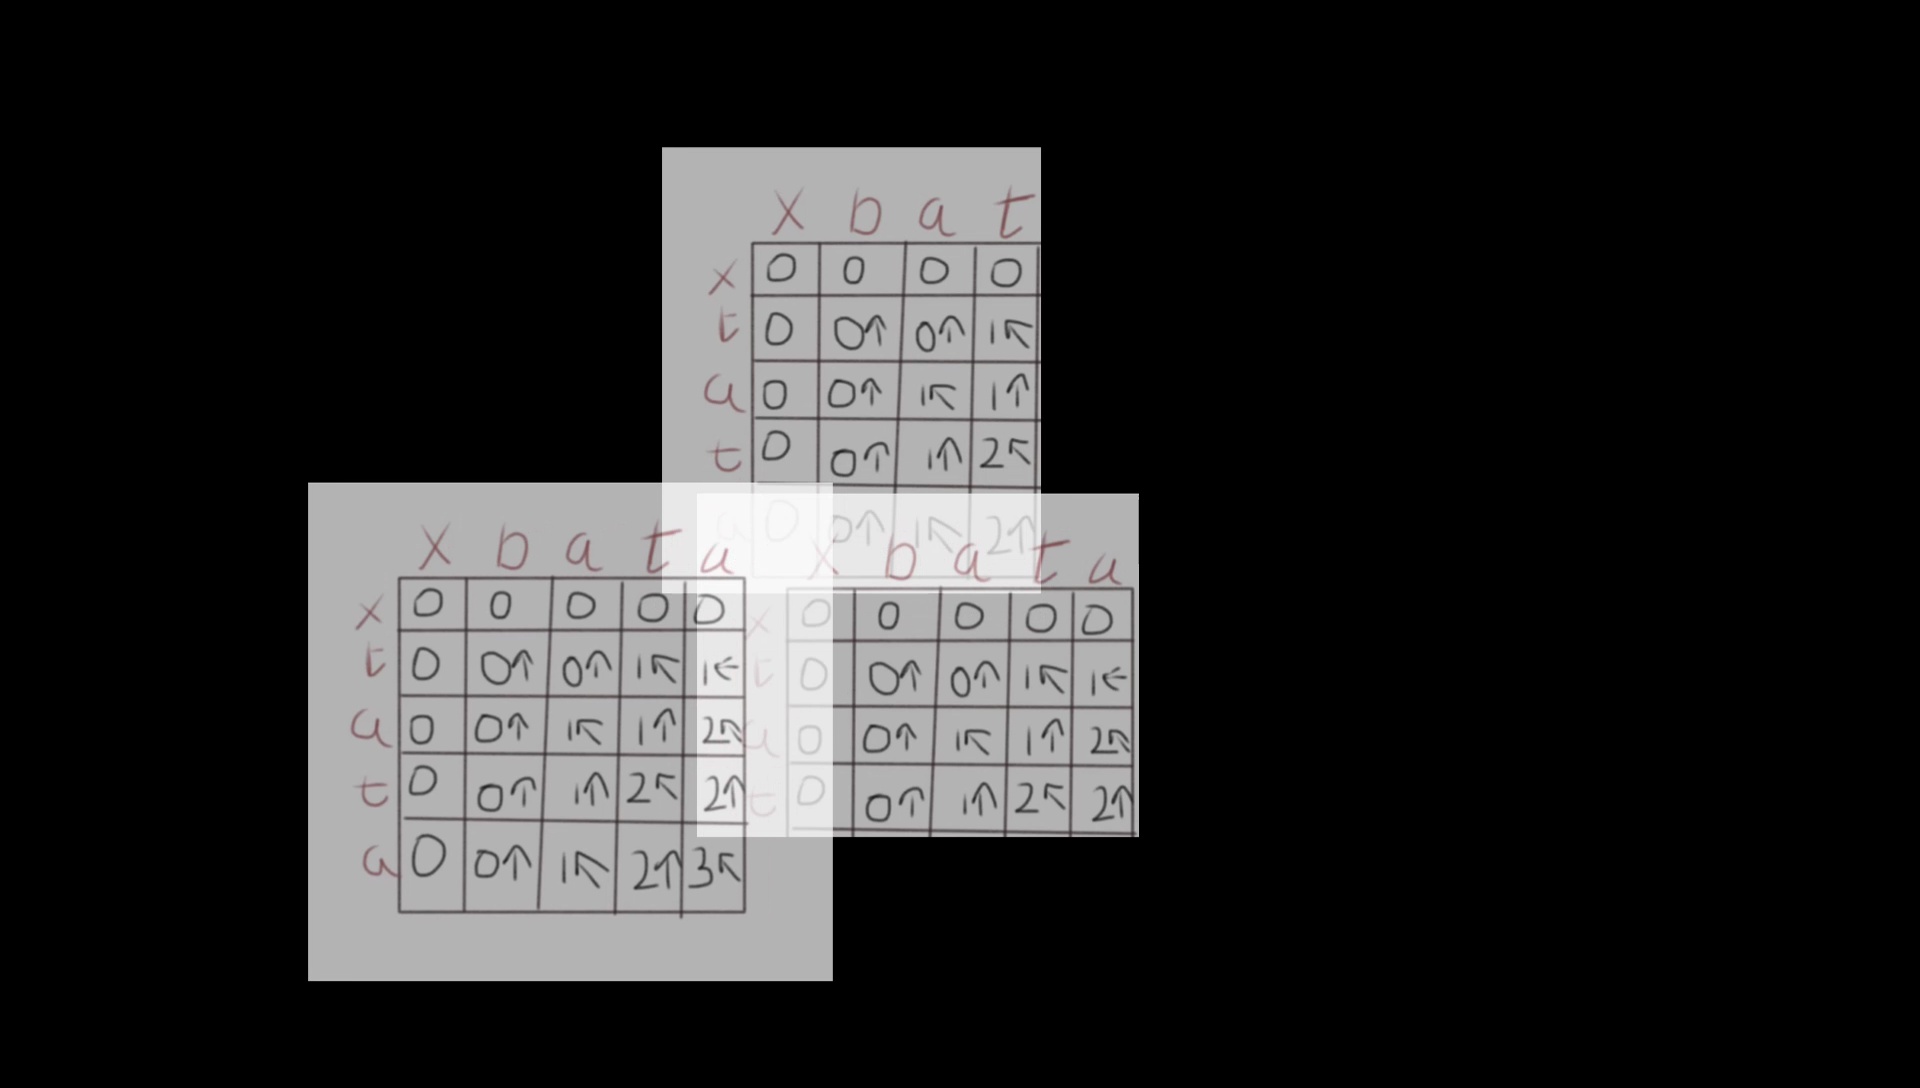 x b a t
x 0 0 0 0
t 0 0↑ 0↑ 1↖
a 0 0↑ 1↖ 1↑
t 0 0↑ 1↑ 2↖
a 0 0↑ 1↖ 2↑
x b a t a
x 0 0 0 0 0
t 0 0↑ 0↑ 1↖ 1←
a 0 0↑ 1↖ 1↑ 2↖
t 0 0↑ 1↑ 2↖ 2↑
a 0 0↑ 1↖ 2↑ 3↖
x b a t a
x 0 0 0 0 0
t 0 0↑ 0↑ 1↖ 1←
a 0 0↑ 1↖ 1↑ 2↖
t 0 0↑ 1↑ 2↖ 2↑